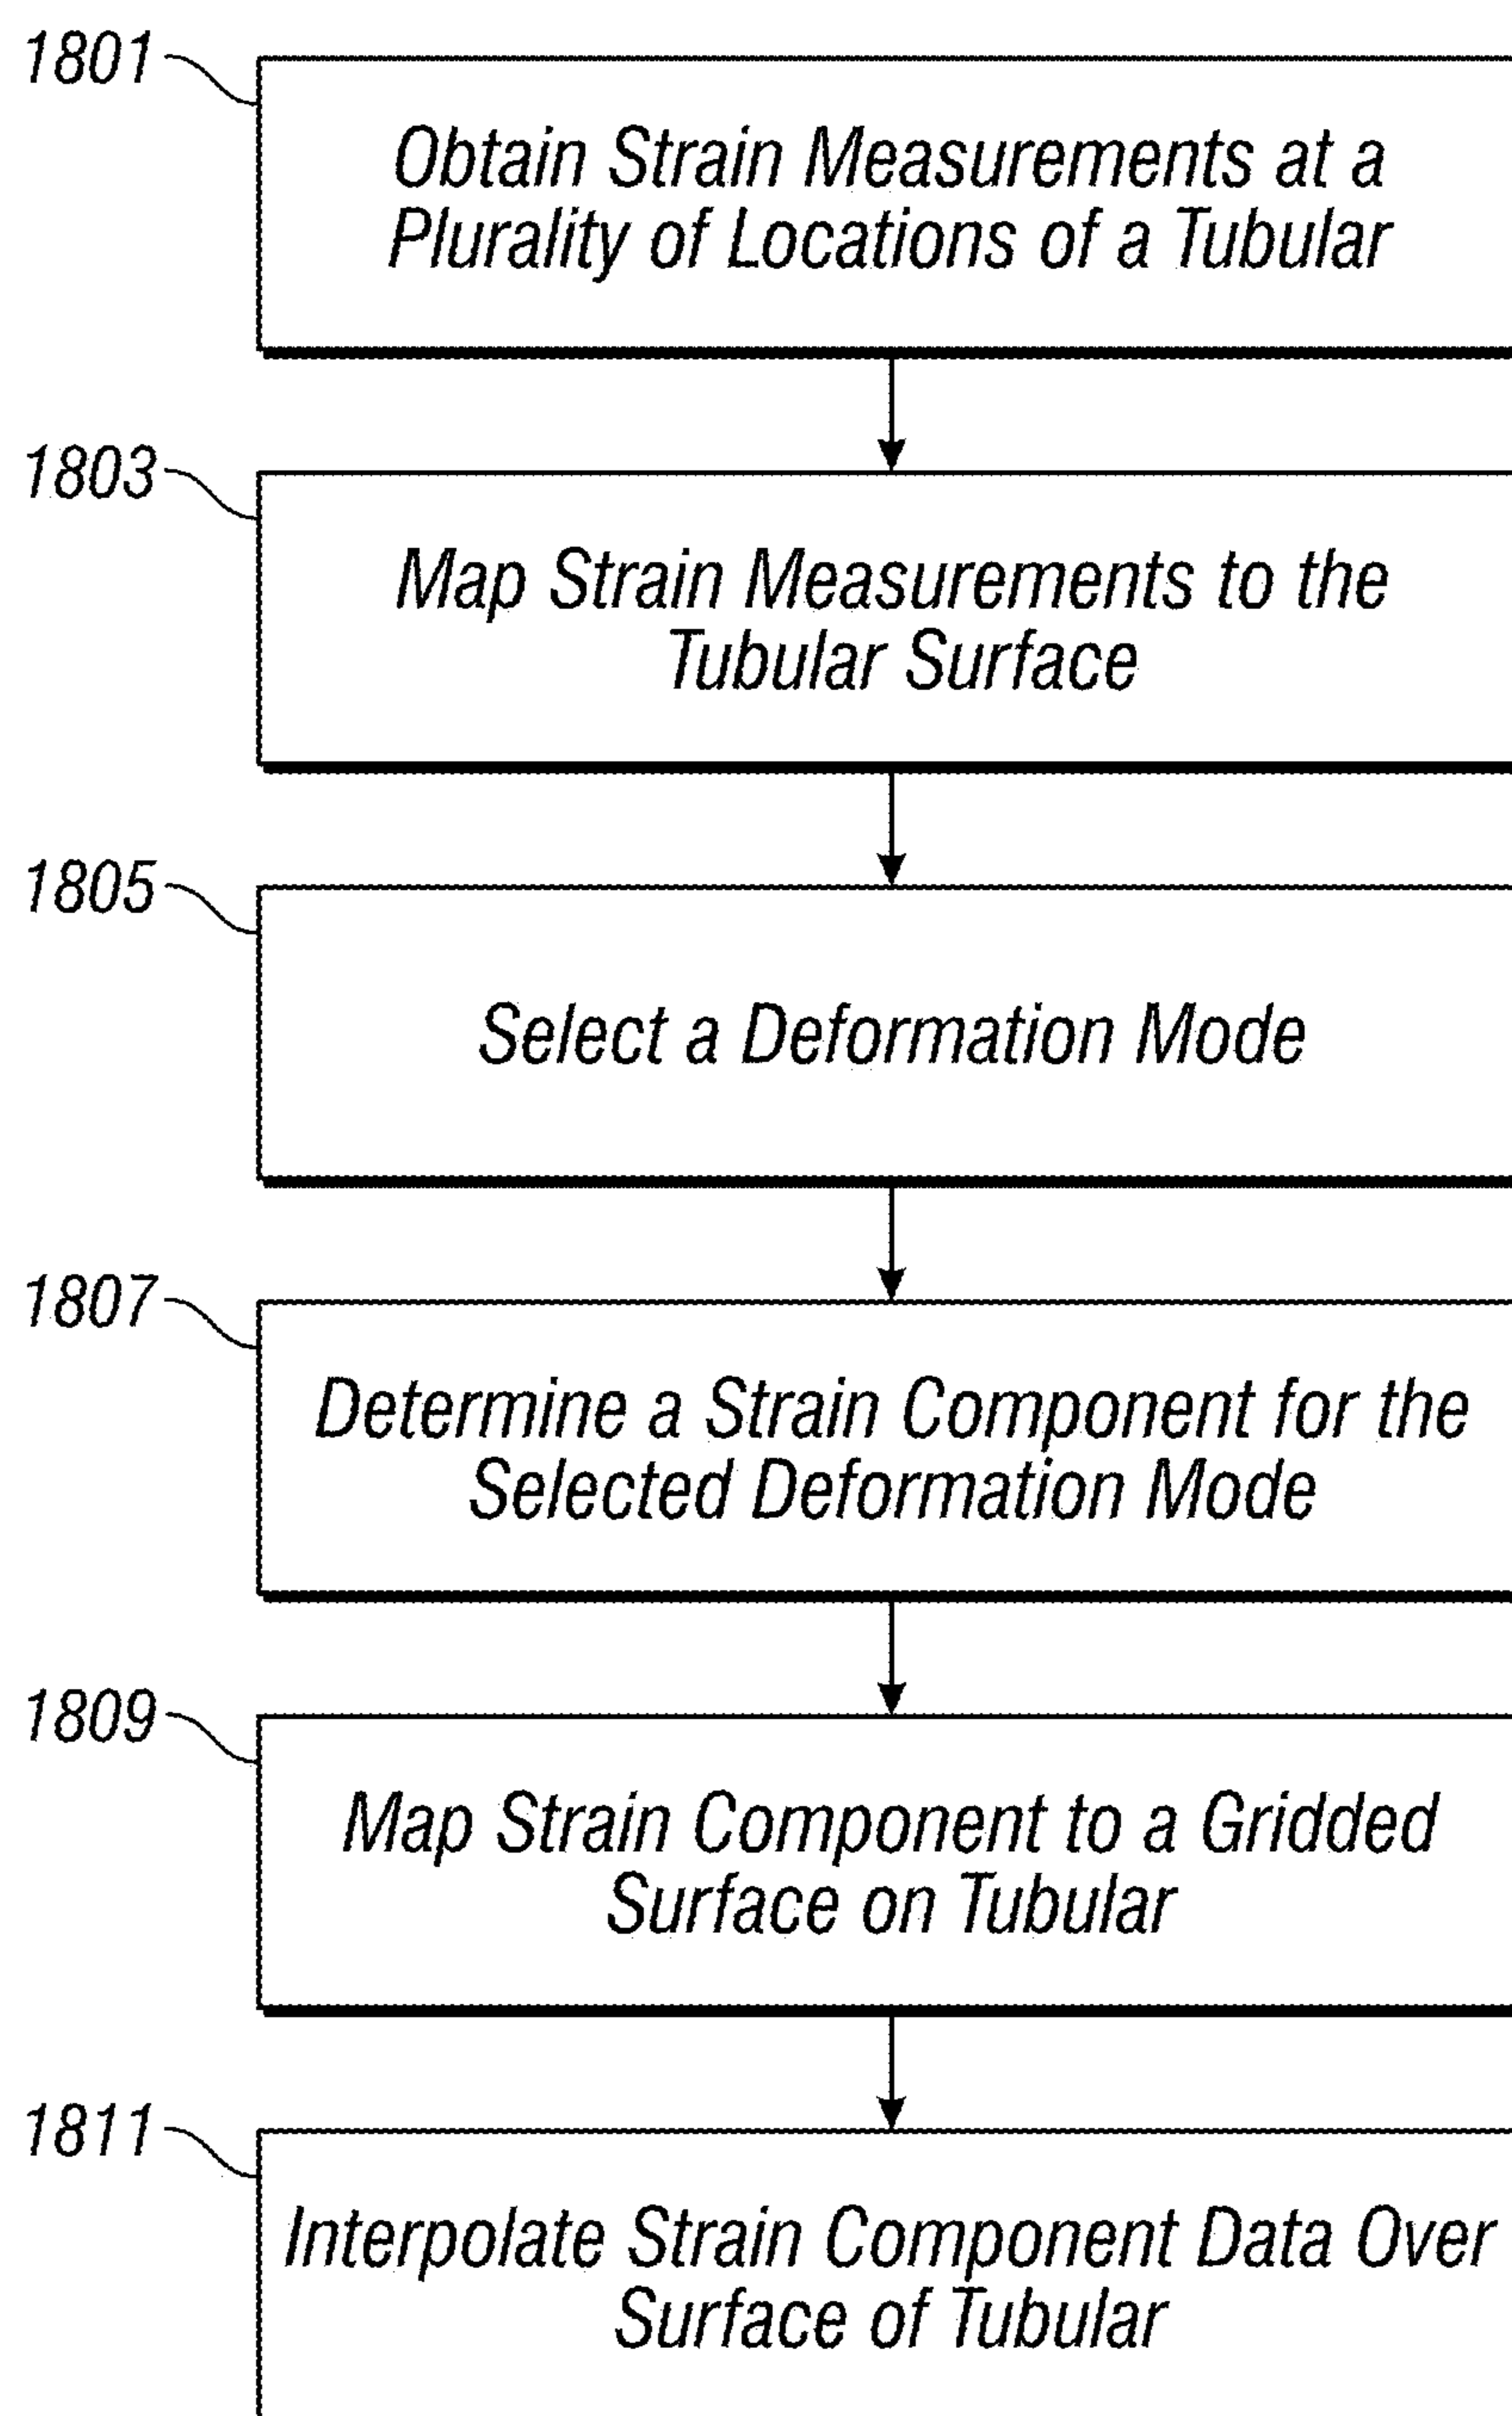 1801
Obtain Strain Measurements at a
Plurality of Locations of a Tubular
1803
Map Strain Measurements to the
Tubular Surface
1805
Select a Deformation Mode
1807
Determine a Strain Component for the
Selected Deformation Mode
1809
Map Strain Component to a Gridded
Surface on Tubular
1811
Interpolate Strain Component Data Over
Surface of Tubular